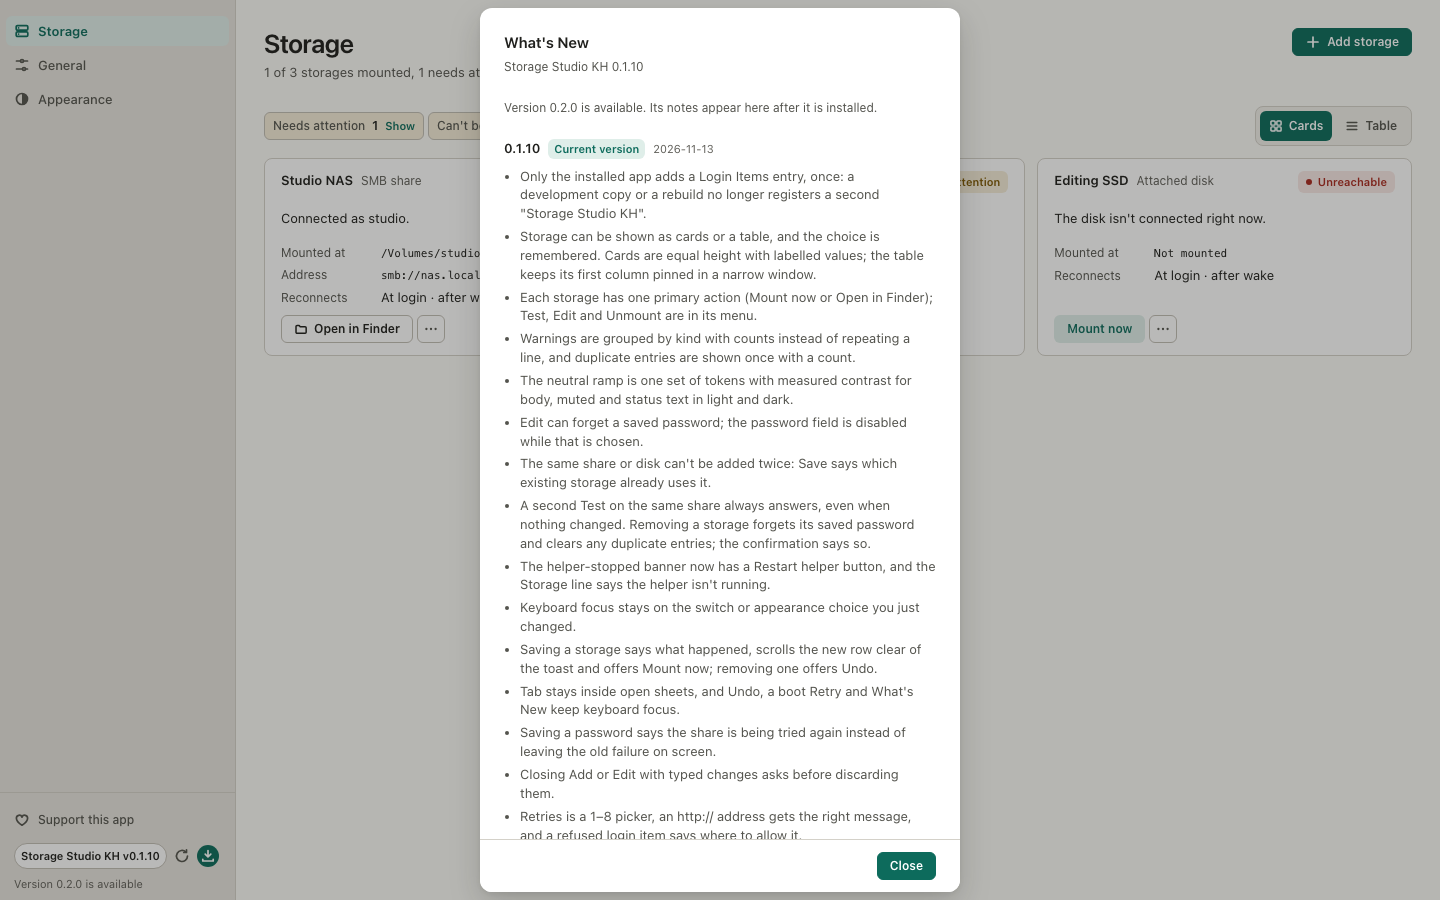 Storage
General
Appearance
Support this app
Storage Studio KH v0.1.10
Version 0.2.0 is available
Storage
1 of 3 storages mounted, 1 needs at
Add storage
Needs attention 1 Show
Can't b
Cards
Table
Studio NAS SMB share
Connected as studio.
Mounted at /Volumes/studio
Address smb://nas.local
Reconnects At login · after w
Open in Finder
Editing SSD Attached disk
Unreachable
The disk isn't connected right now.
Mounted at Not mounted
Reconnects At login · after wake
Mount now
What's New
Storage Studio KH 0.1.10
Version 0.2.0 is available. Its notes appear here after it is installed.
0.1.10 Current version 2026-11-13
• Only the installed app adds a Login Items entry, once: a
development copy or a rebuild no longer registers a second
"Storage Studio KH".
• Storage can be shown as cards or a table, and the choice is
remembered. Cards are equal height with labelled values; the table
keeps its first column pinned in a narrow window.
• Each storage has one primary action (Mount now or Open in Finder);
Test, Edit and Unmount are in its menu.
• Warnings are grouped by kind with counts instead of repeating a
line, and duplicate entries are shown once with a count.
• The neutral ramp is one set of tokens with measured contrast for
body, muted and status text in light and dark.
• Edit can forget a saved password; the password field is disabled
while that is chosen.
• The same share or disk can't be added twice: Save says which
existing storage already uses it.
• A second Test on the same share always answers, even when
nothing changed. Removing a storage forgets its saved password
and clears any duplicate entries; the confirmation says so.
• The helper-stopped banner now has a Restart helper button, and the
Storage line says the helper isn't running.
• Keyboard focus stays on the switch or appearance choice you just
changed.
• Saving a storage says what happened, scrolls the new row clear of
the toast and offers Mount now; removing one offers Undo.
• Tab stays inside open sheets, and Undo, a boot Retry and What's
New keep keyboard focus.
• Saving a password says the share is being tried again instead of
leaving the old failure on screen.
• Closing Add or Edit with typed changes asks before discarding
them.
• Retries is a 1–8 picker, an http:// address gets the right message,
and a refused login item says where to allow it.
Close